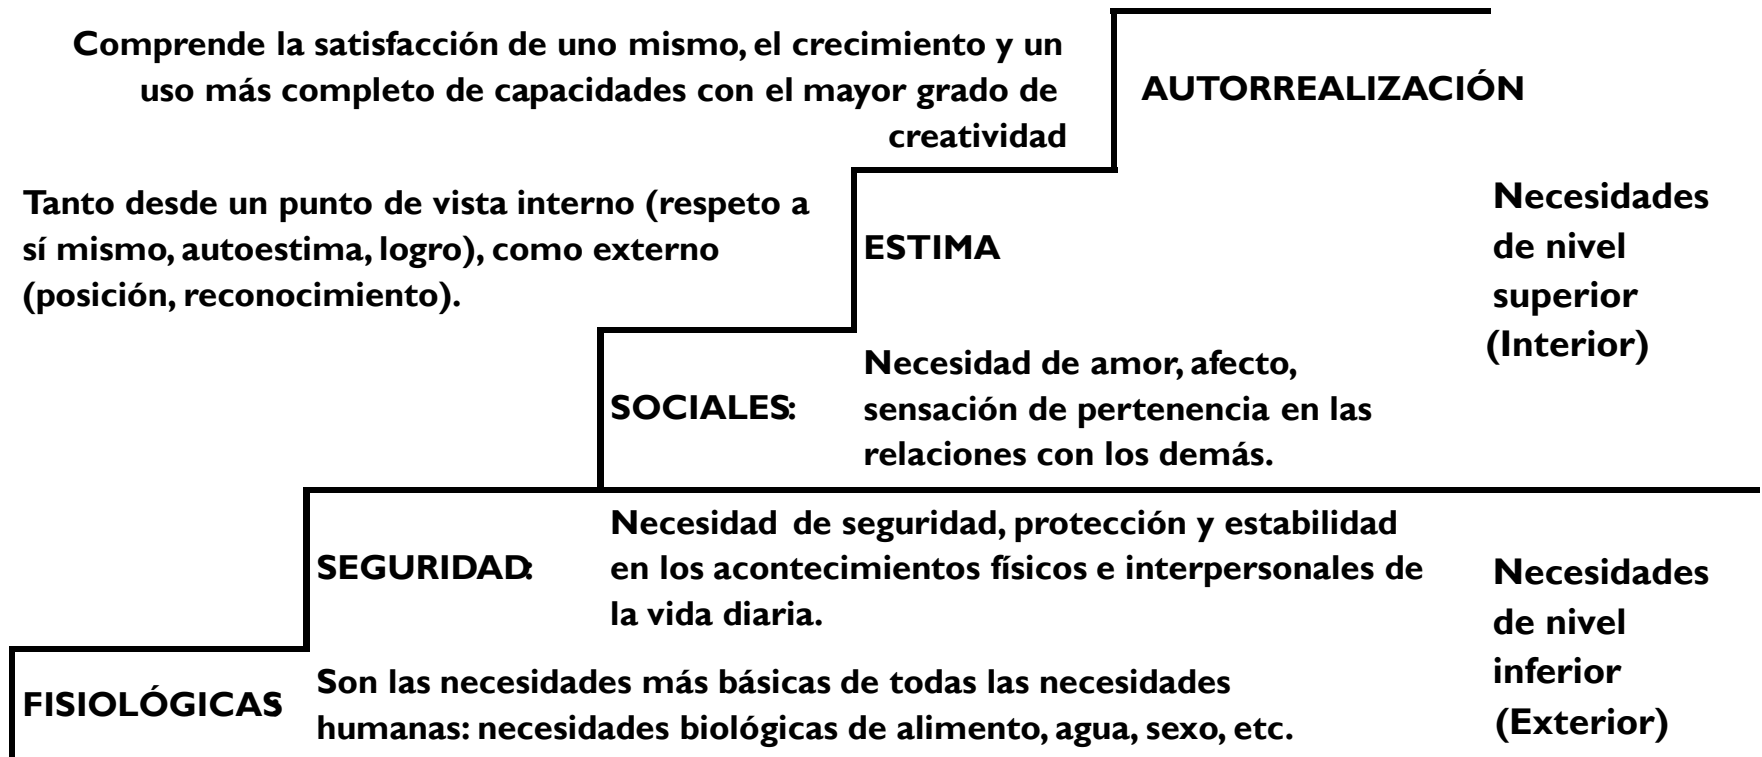 Comprende la satisfacción de uno mismo, el crecimiento y un
uso más completo de capacidades con el mayor grado de
creatividad
AUTORREALIZACIÓN
Tanto desde un punto de vista interno (respeto a
sí mismo, autoestima, logro), como externo
(posición, reconocimiento).
ESTIMA
Necesidades
de nivel
superior
(Interior)
SOCIALES:
Necesidad de amor, afecto,
sensación de pertenencia en las
relaciones con los demás.
SEGURIDAD:
Necesidad de seguridad, protección y estabilidad
en los acontecimientos físicos e interpersonales de
la vida diaria.
Necesidades
de nivel
inferior
(Exterior)
FISIOLÓGICAS:
Son las necesidades más básicas de todas las necesidades
humanas: necesidades biológicas de alimento, agua, sexo, etc.